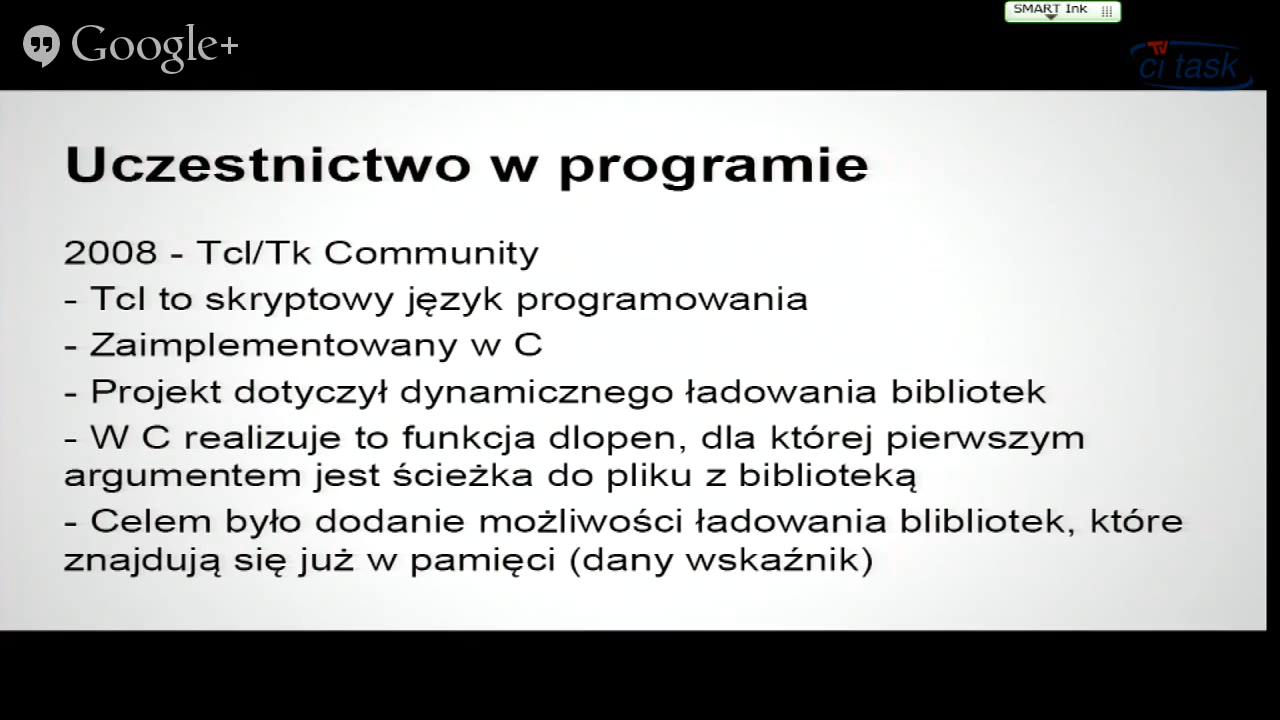 SMART Ink
Google+
TV
ci task
Uczestnictwo w programie
2008 - Tcl/Tk Community
- Tcl to skryptowy język programowania
- Zaimplementowany w C
- Projekt dotyczył dynamicznego ładowania bibliotek
- W C realizuje to funkcja dlopen, dla której pierwszym
argumentem jest ścieżka do pliku z biblioteką
- Celem było dodanie możliwości ładowania blibliotek, które
znajdują się już w pamięci (dany wskaźnik)